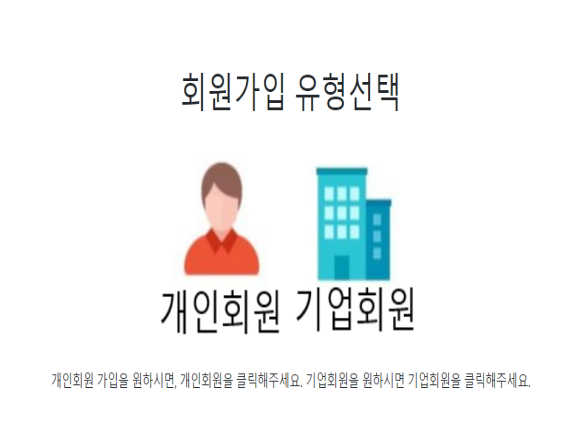 회원가입 유형선택
개인회원 기업회원
개인회원 가입을 원하시면, 개인회원을 클릭해주세요. 기업회원을 원하시면 기업회원을 클릭해주세요.